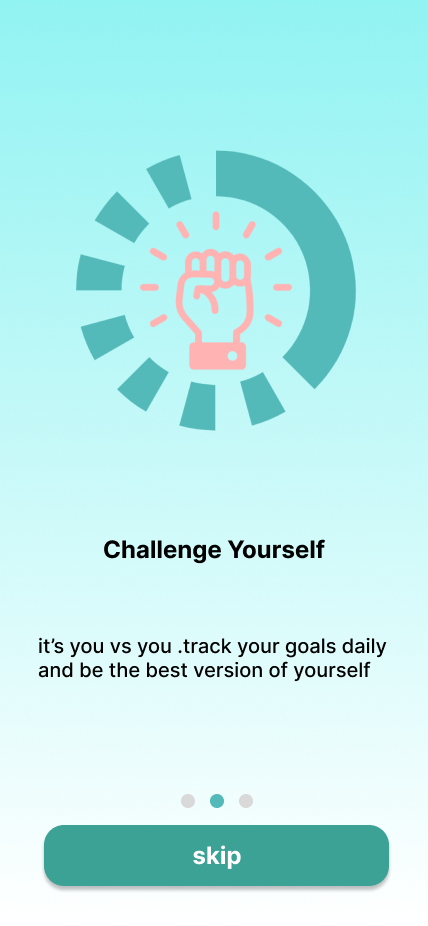 Challenge Yourself
it’s you vs you .track your goals daily
and be the best version of yourself
skip